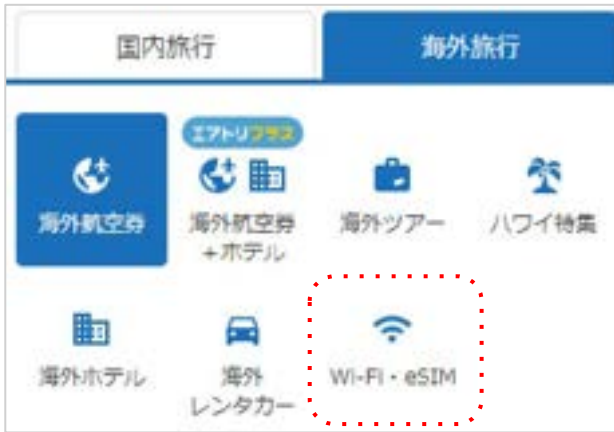 国内旅行
海外旅行
エアトリプラス
海外航空券
海外航空券
+ホテル
海外ツアー
ハワイ特集
海外ホテル
海外
レンタカー
Wi-Fi・eSIM